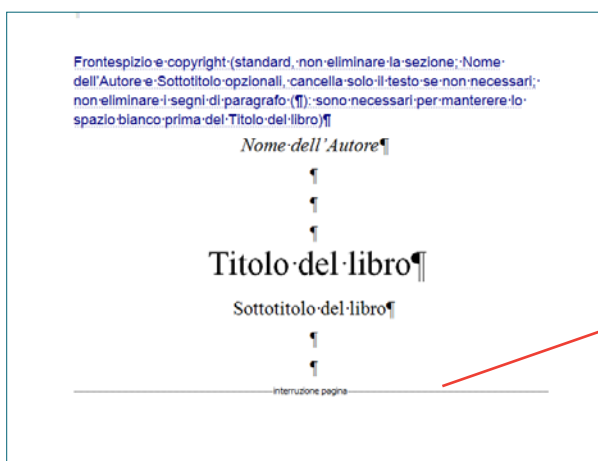 Frontespizio·e·copyright·(standard,·non·eliminare·la·sezione;·Nome·
dell'Autore·e·Sottotitolo·opzionali,·cancella·solo·il·testo·se·non·necessari;·
non·eliminare·i·segni·di·paragrafo·(¶):·sono·necessari·per·manterere·lo·
spazio·bianco·prima·del·Titolo·del·libro)¶
Nome·dell'Autore¶
¶
¶
¶
Titolo·del·libro¶
Sottotitolo·del·libro¶
¶
¶
interruzione pagina